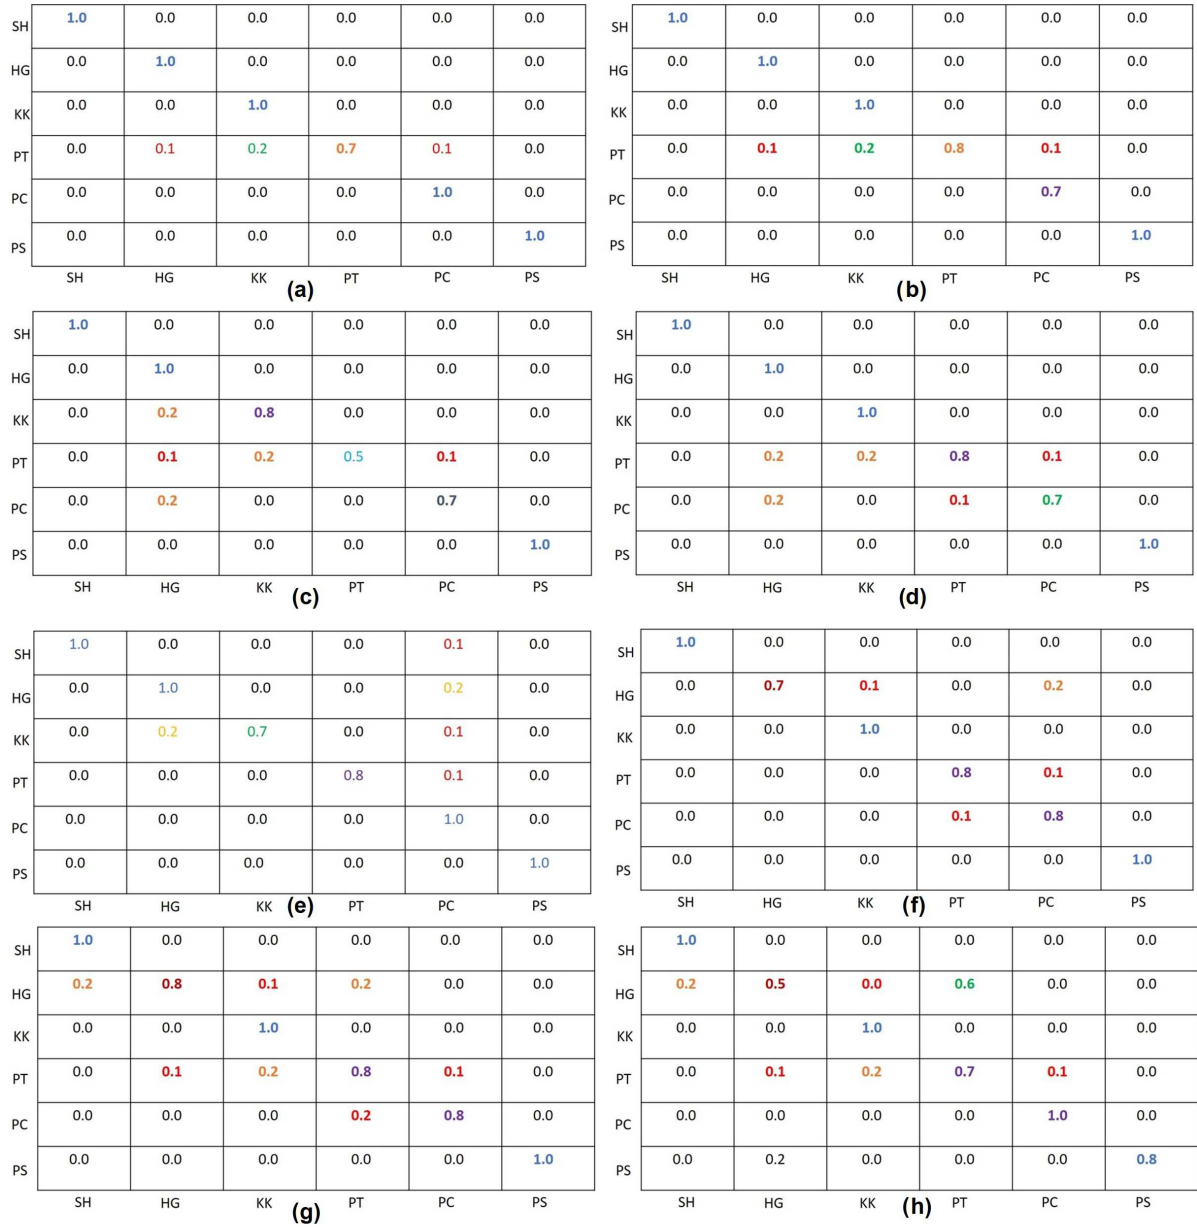 SH 1.0 0.0 0.0 0.0 0.0 0.0
HG 0.0 1.0 0.0 0.0 0.0 0.0
KK 0.0 0.0 1.0 0.0 0.0 0.0
PT 0.0 0.1 0.2 0.7 0.1 0.0
PC 0.0 0.0 0.0 0.0 1.0 0.0
PS 0.0 0.0 0.0 0.0 0.0 1.0
SH HG KK PT PC PS
(a)
SH 1.0 0.0 0.0 0.0 0.0 0.0
HG 0.0 1.0 0.0 0.0 0.0 0.0
KK 0.0 0.0 1.0 0.0 0.0 0.0
PT 0.0 0.1 0.2 0.8 0.1 0.0
PC 0.0 0.0 0.0 0.0 0.7 0.0
PS 0.0 0.0 0.0 0.0 0.0 1.0
SH HG KK PT PC PS
(b)
SH 1.0 0.0 0.0 0.0 0.0 0.0
HG 0.0 1.0 0.0 0.0 0.0 0.0
KK 0.0 0.2 0.8 0.0 0.0 0.0
PT 0.0 0.1 0.2 0.5 0.1 0.0
PC 0.0 0.2 0.0 0.0 0.7 0.0
PS 0.0 0.0 0.0 0.0 0.0 1.0
SH HG KK PT PC PS
(c)
SH 1.0 0.0 0.0 0.0 0.0 0.0
HG 0.0 1.0 0.0 0.0 0.0 0.0
KK 0.0 0.0 1.0 0.0 0.0 0.0
PT 0.0 0.2 0.2 0.8 0.1 0.0
PC 0.0 0.2 0.0 0.1 0.7 0.0
PS 0.0 0.0 0.0 0.0 0.0 1.0
SH HG KK PT PC PS
(d)
SH 1.0 0.0 0.0 0.0 0.1 0.0
HG 0.0 1.0 0.0 0.0 0.2 0.0
KK 0.0 0.2 0.7 0.0 0.1 0.0
PT 0.0 0.0 0.0 0.8 0.1 0.0
PC 0.0 0.0 0.0 0.0 1.0 0.0
PS 0.0 0.0 0.0 0.0 0.0 1.0
SH HG KK PT PC PS
(e)
SH 1.0 0.0 0.0 0.0 0.0 0.0
HG 0.0 0.7 0.1 0.0 0.2 0.0
KK 0.0 0.0 1.0 0.0 0.0 0.0
PT 0.0 0.0 0.0 0.8 0.1 0.0
PC 0.0 0.0 0.0 0.1 0.8 0.0
PS 0.0 0.0 0.0 0.0 0.0 1.0
SH HG KK PT PC PS
(f)
SH 1.0 0.0 0.0 0.0 0.0 0.0
HG 0.2 0.8 0.1 0.2 0.0 0.0
KK 0.0 0.0 1.0 0.0 0.0 0.0
PT 0.0 0.1 0.2 0.8 0.1 0.0
PC 0.0 0.0 0.0 0.2 0.8 0.0
PS 0.0 0.0 0.0 0.0 0.0 1.0
SH HG KK PT PC PS
(g)
SH 1.0 0.0 0.0 0.0 0.0 0.0
HG 0.2 0.5 0.0 0.6 0.0 0.0
KK 0.0 0.0 1.0 0.0 0.0 0.0
PT 0.0 0.1 0.2 0.7 0.1 0.0
PC 0.0 0.0 0.0 0.0 1.0 0.0
PS 0.0 0.2 0.0 0.0 0.0 0.8
SH HG KK PT PC PS
(h)